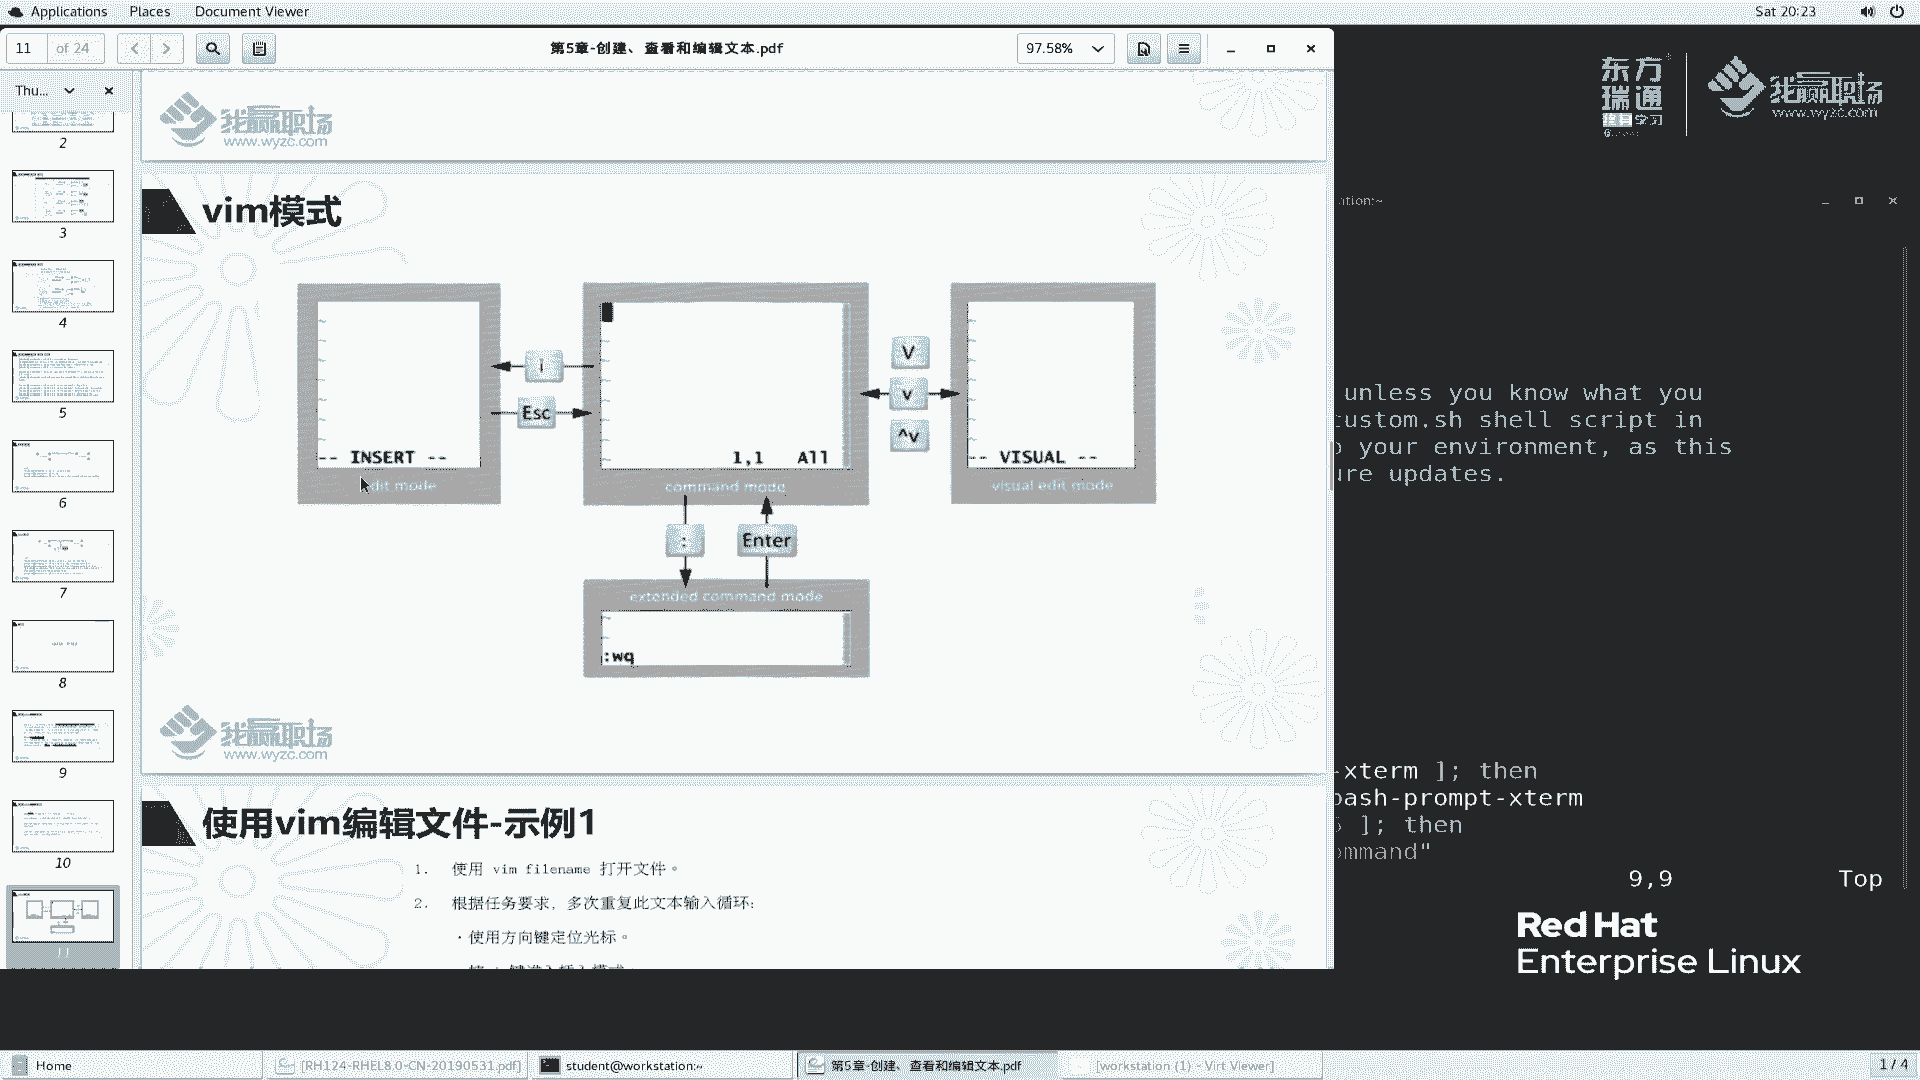 Applications Places Document Viewer Sat 20:23
11 of 24 第5章-创建、查看和编辑文本.pdf 97.58%
Thu...
2
3
4
5
6
7
8
9
10
11
我赢职场
www.wyzc.com
vim模式
i
Esc
-- INSERT --
edit mode
1,1 All
command mode
V
v
^v
-- VISUAL --
visual edit mode
:
Enter
extended command mode
:wq
我赢职场
www.wyzc.com
使用vim编辑文件-示例1
1. 使用 vim filename 打开文件。
2. 根据任务要求，多次重复此文本输入循环:
·使用方向键定位光标。
东方
瑞通
终身学习
我赢职场
www.wyzc.com
ation:~
unless you know what you
custom.sh shell script in
o your environment, as this
ure updates.
-xterm ]; then
bash-prompt-xterm
]; then
ommand"
9,9 Top
Red Hat
Enterprise Linux
Home [RH124-RHEL8.0-CN-20190531.pdf] student@workstation:~ 第5章-创建、查看和编辑文本.pdf [workstation (1) - Virt Viewer] 1 / 4